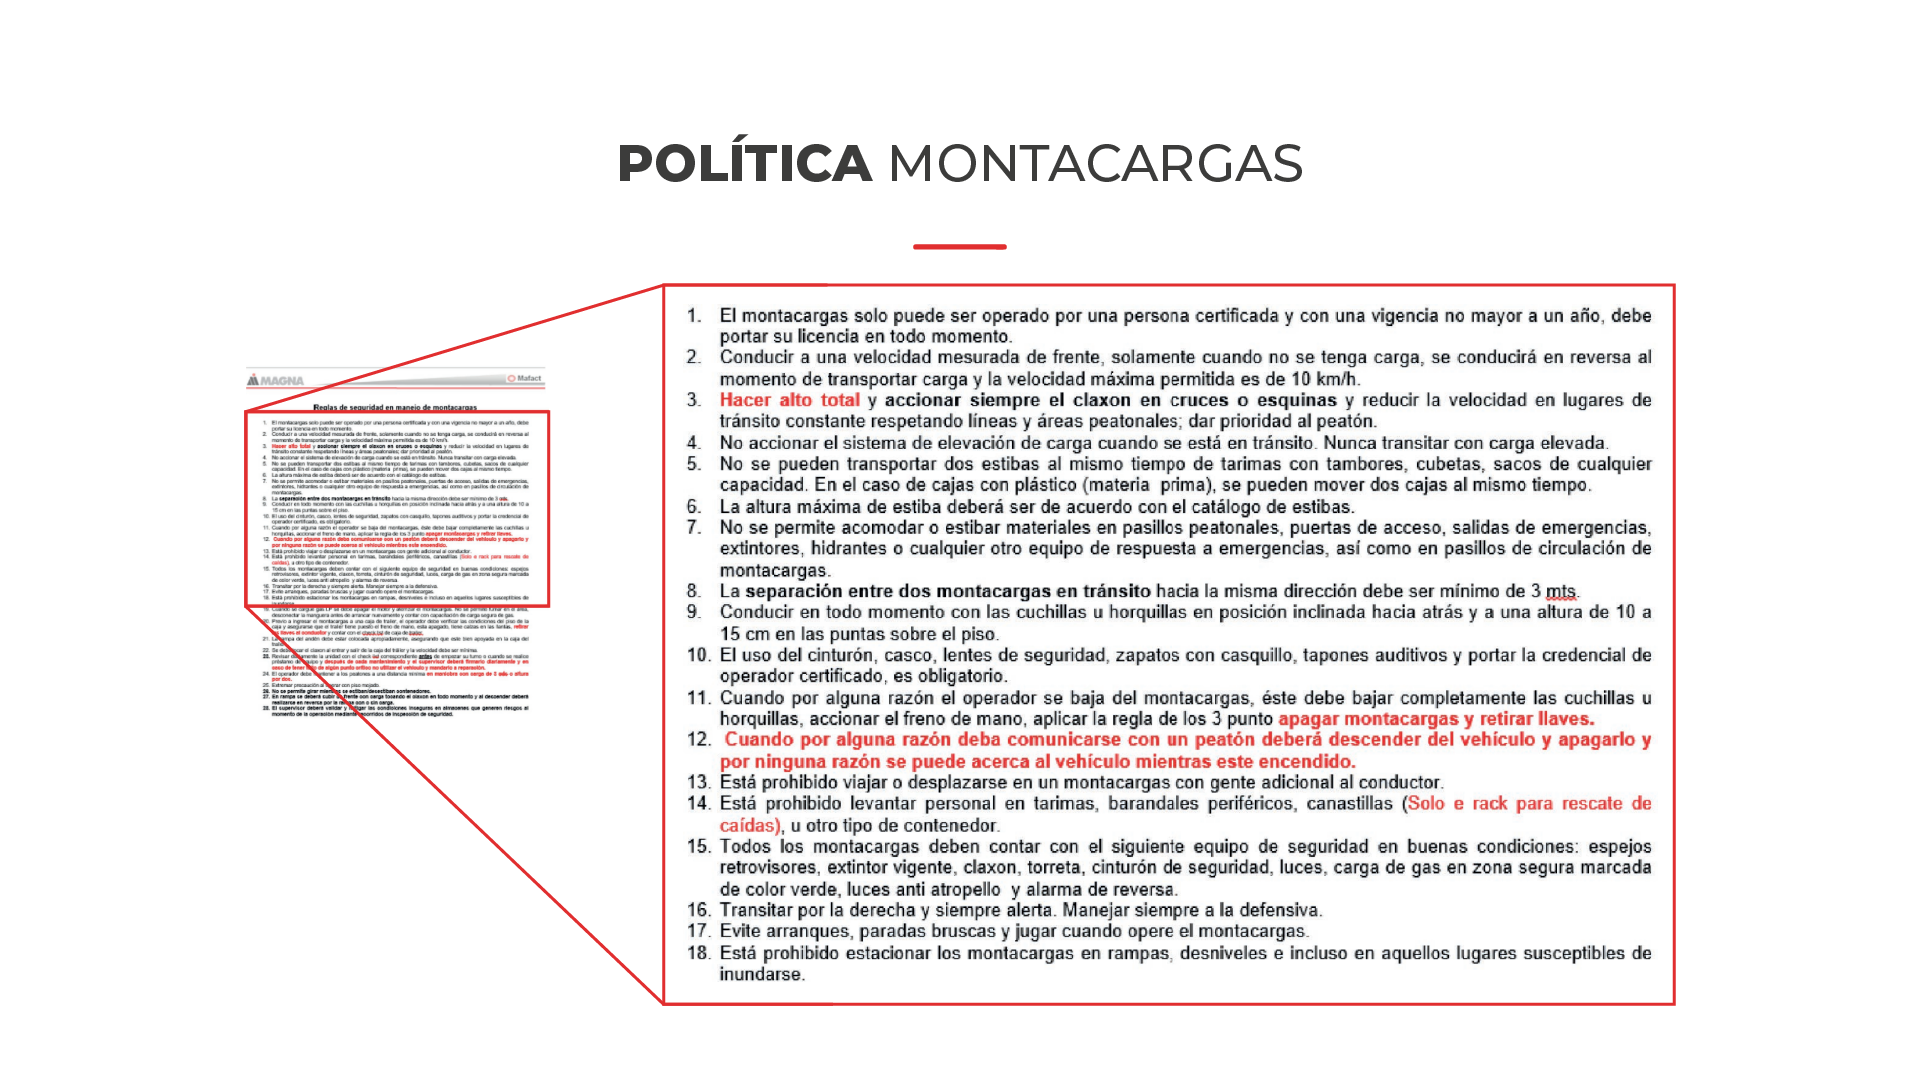 POLÍTICA MONTACARGAS
MAGNA
Mafact
Reglas de seguridad en manejo de montacargas
1. El montacargas solo puede ser operado por una persona certificada y con una vigencia no mayor a un año, debe
portar su licencia en todo momento.
2. Conducir a una velocidad mesurada de frente, solamente cuando no se tenga carga, se conducirá en reversa al
momento de transportar carga y la velocidad máxima permitida es de 10 km/h.
3. Hacer alto total y accionar siempre el claxon en cruces o esquinas y reducir la velocidad en lugares de
tránsito constante respetando líneas y áreas peatonales; dar prioridad al peatón.
4. No accionar el sistema de elevación de carga cuando se está en tránsito. Nunca transitar con carga elevada.
5. No se pueden transportar dos estibas al mismo tiempo de tarimas con tambores, cubetas, sacos de cualquier
capacidad. En el caso de cajas con plástico (materia prima), se pueden mover dos cajas al mismo tiempo.
6. La altura máxima de estiba deberá ser de acuerdo con el catálogo de estibas.
7. No se permite acomodar o estibar materiales en pasillos peatonales, puertas de acceso, salidas de emergencias,
extintores, hidrantes o cualquier otro equipo de respuesta a emergencias, así como en pasillos de circulación de
montacargas.
8. La separación entre dos montacargas en tránsito hacia la misma dirección debe ser mínimo de 3 mts.
9. Conducir en todo momento con las cuchillas u horquillas en posición inclinada hacia atrás y a una altura de 10 a
15 cm en las puntas sobre el piso.
10. El uso del cinturón, casco, lentes de seguridad, zapatos con casquillo, tapones auditivos y portar la credencial de
operador certificado, es obligatorio.
11. Cuando por alguna razón el operador se baja del montacargas, éste debe bajar completamente las cuchillas u
horquillas, accionar el freno de mano, aplicar la regla de los 3 punto apagar montacargas y retirar llaves.
12. Cuando por alguna razón deba comunicarse con un peatón deberá descender del vehículo y apagarlo y
por ninguna razón se puede acerca al vehículo mientras este encendido.
13. Está prohibido viajar o desplazarse en un montacargas con gente adicional al conductor.
14. Está prohibido levantar personal en tarimas, barandales periféricos, canastillas (Solo e rack para rescate de
caídas), u otro tipo de contenedor.
15. Todos los montacargas deben contar con el siguiente equipo de seguridad en buenas condiciones: espejos
retrovisores, extintor vigente, claxon, torreta, cinturón de seguridad, luces, carga de gas en zona segura marcada
de color verde, luces anti atropello y alarma de reversa.
16. Transitar por la derecha y siempre alerta. Manejar siempre a la defensiva.
17. Evite arranques, paradas bruscas y jugar cuando opere el montacargas.
18. Está prohibido estacionar los montacargas en rampas, desniveles e incluso en aquellos lugares susceptibles de
inundarse.